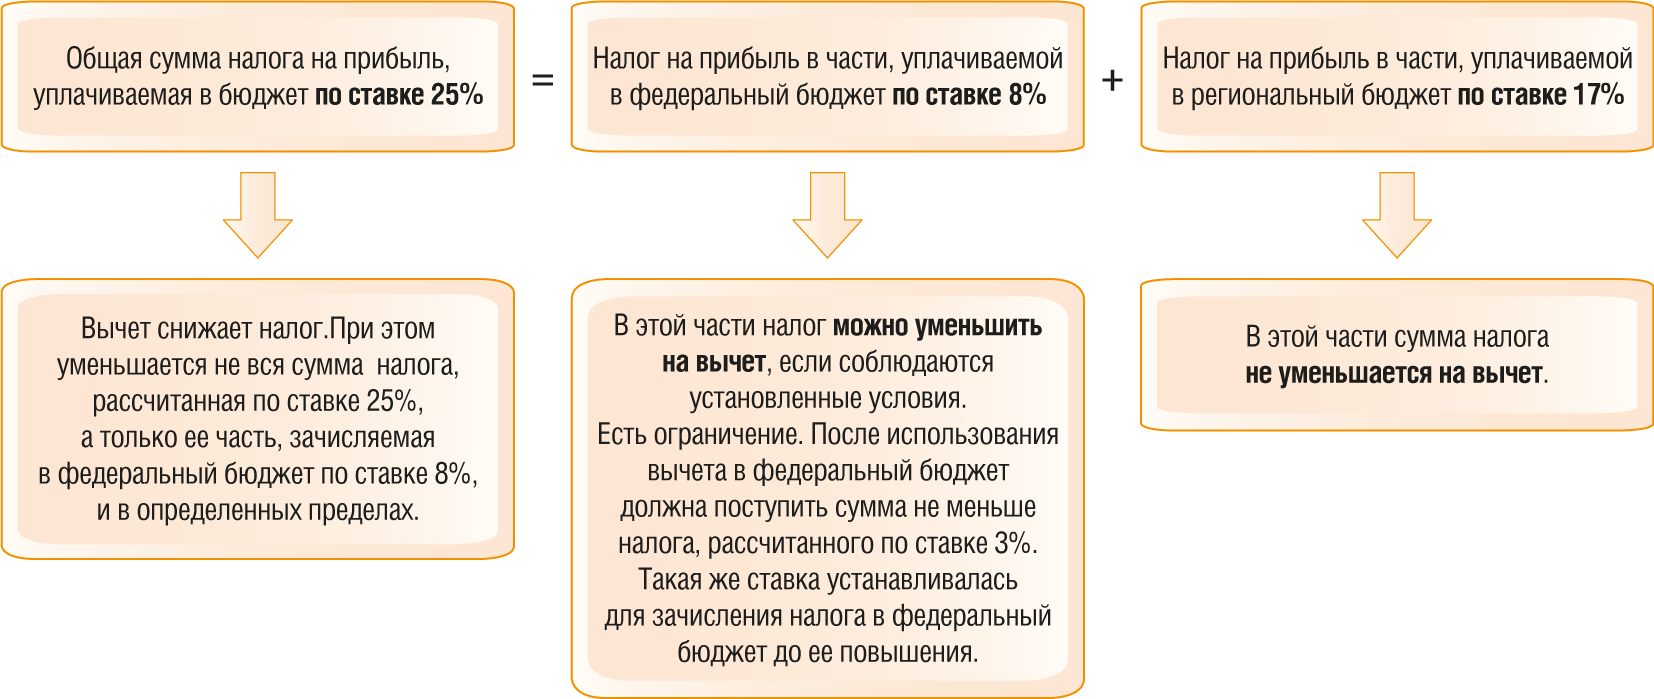 Общая сумма налога на прибыль,
уплачиваемая в бюджет по ставке 25%
=
Налог на прибыль в части, уплачиваемой
в федеральный бюджет по ставке 8%
+
Налог на прибыль в части, уплачиваемой
в региональный бюджет по ставке 17%
Вычет снижает налог.При этом
уменьшается не вся сумма налога,
рассчитанная по ставке 25%,
а только ее часть, зачисляемая
в федеральный бюджет по ставке 8%,
и в определенных пределах.
В этой части налог можно уменьшить
на вычет, если соблюдаются
установленные условия.
Есть ограничение. После использования
вычета в федеральный бюджет
должна поступить сумма не меньше
налога, рассчитанного по ставке 3%.
Такая же ставка устанавливалась
для зачисления налога в федеральный
бюджет до ее повышения.
В этой части сумма налога
не уменьшается на вычет.